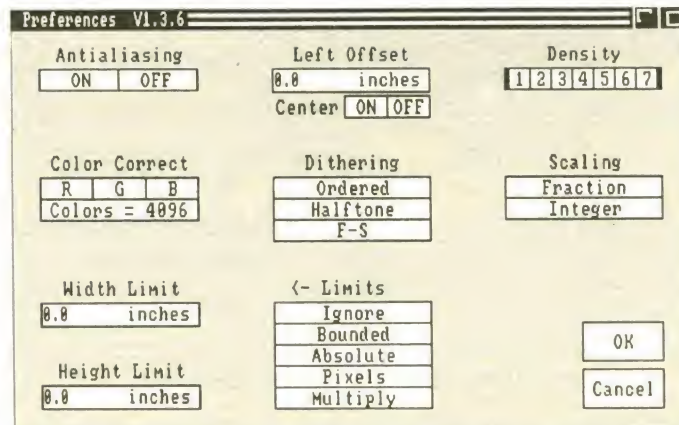 Preferences V1.3.6
Antialiasing
ON OFF
Left Offset
0.0 inches
Center ON OFF
Density
1 2 3 4 5 6 7
Color Correct
R G B
Colors = 4096
Dithering
Ordered
Halftone
F-S
Scaling
Fraction
Integer
Width Limit
0.0 inches
Height Limit
0.0 inches
<- Limits
Ignore
Bounded
Absolute
Pixels
Multiply
OK
Cancel